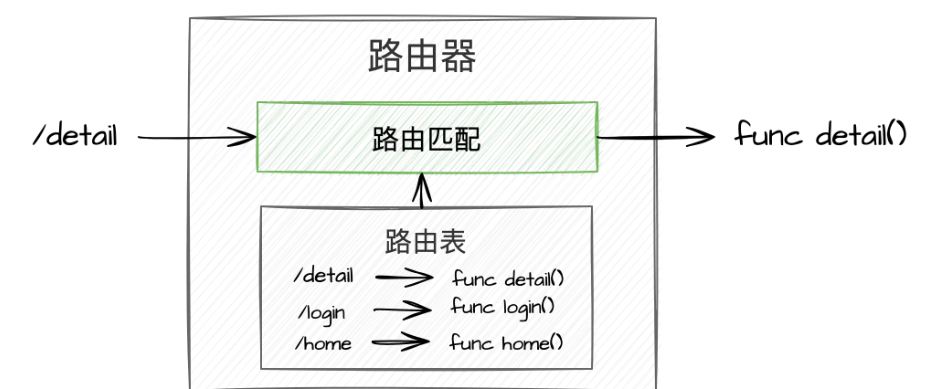 路由器
/detail
路由匹配
func detail()
路由表
/detail func detail()
/login func login()
/home func home()